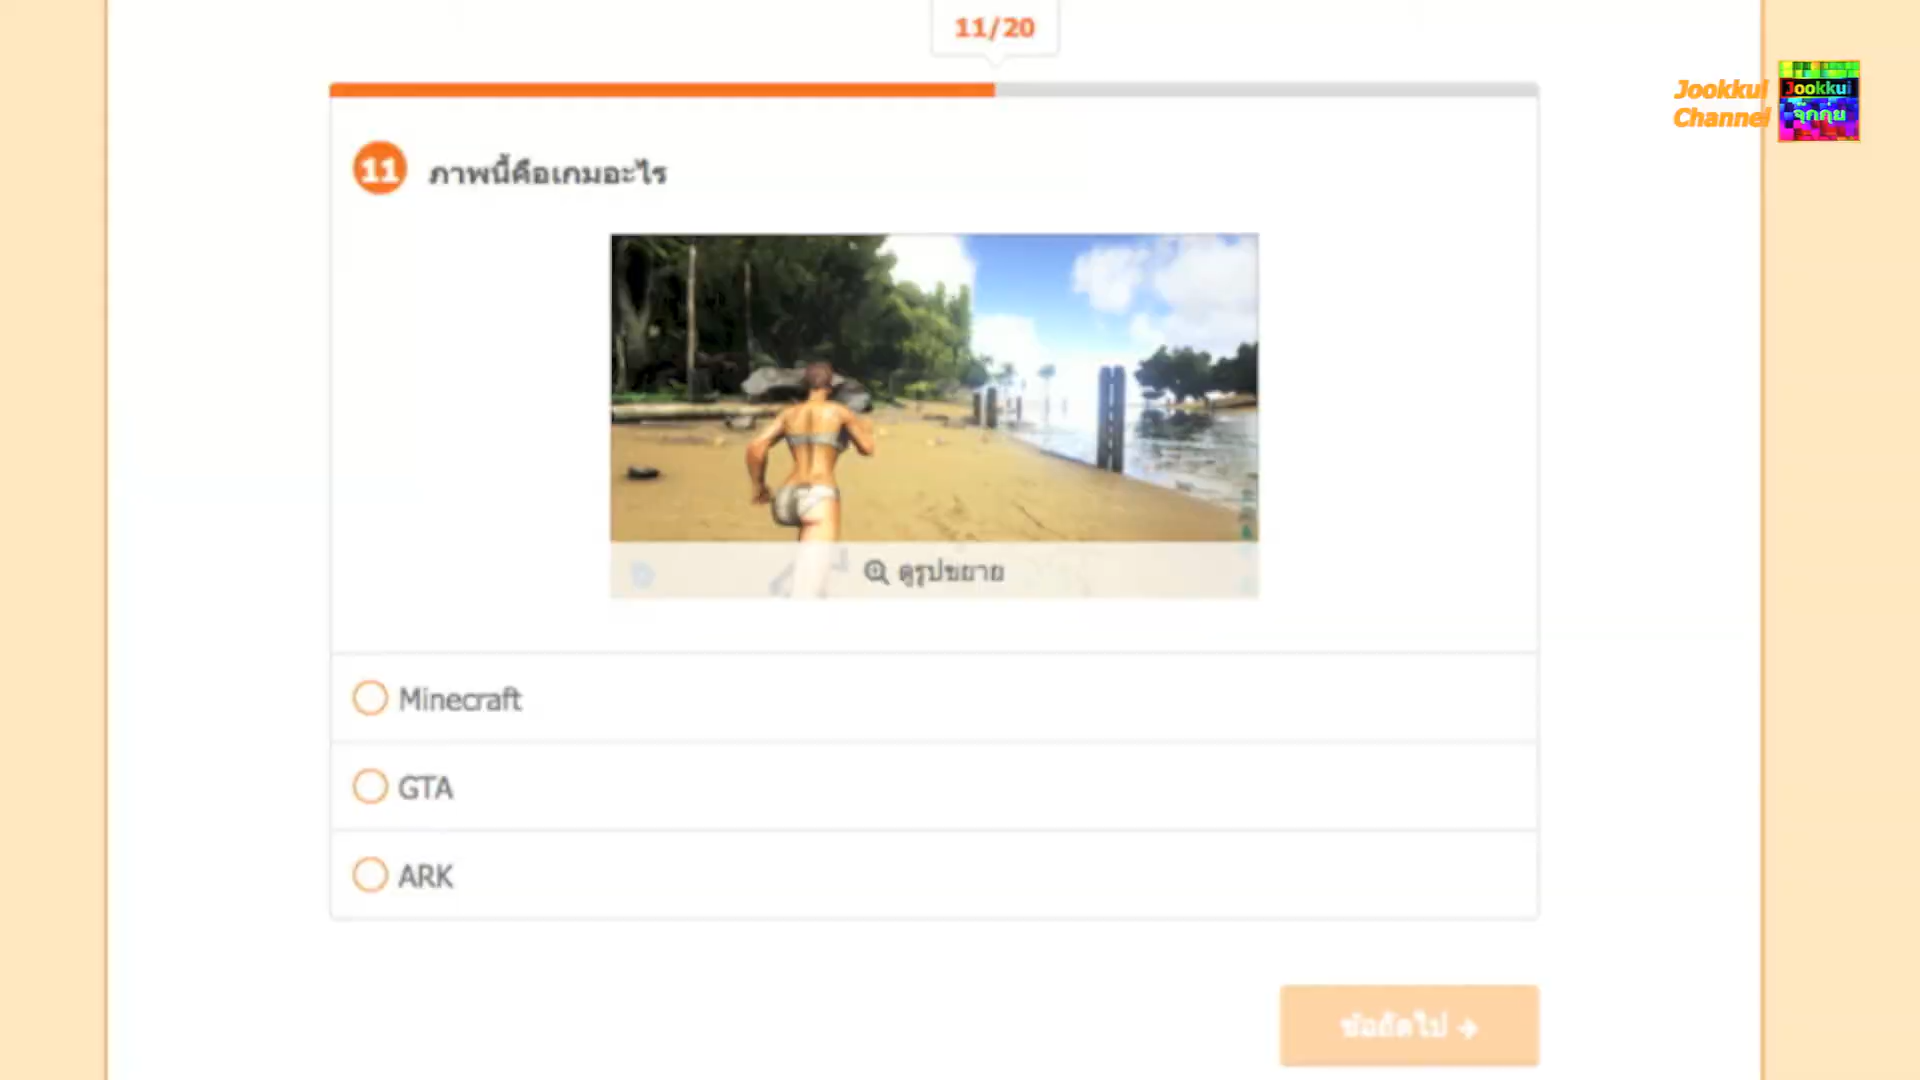 11/20
Jookkui
Channel
Jookkui
จุ๊กกุ่ย
11
ภาพนี้คือเกมอะไร
ดูรูปขยาย
Minecraft
GTA
ARK
ข้อถัดไป